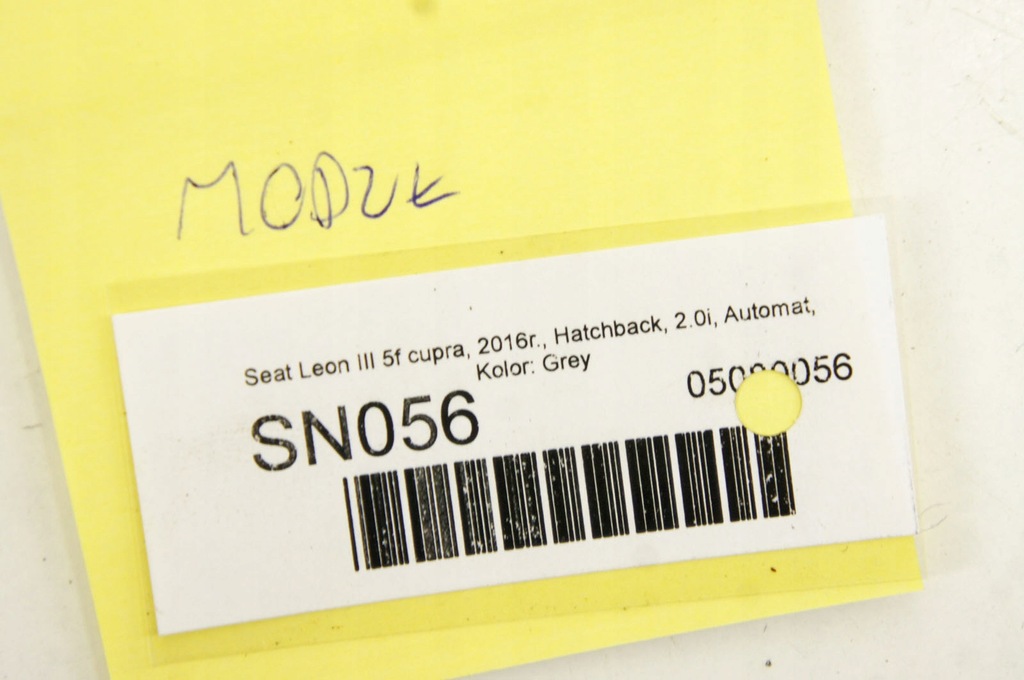 MODUŁ
Seat Leon III 5f cupra, 2016r., Hatchback, 2.0i, Automat,
Kolor: Grey
SN056